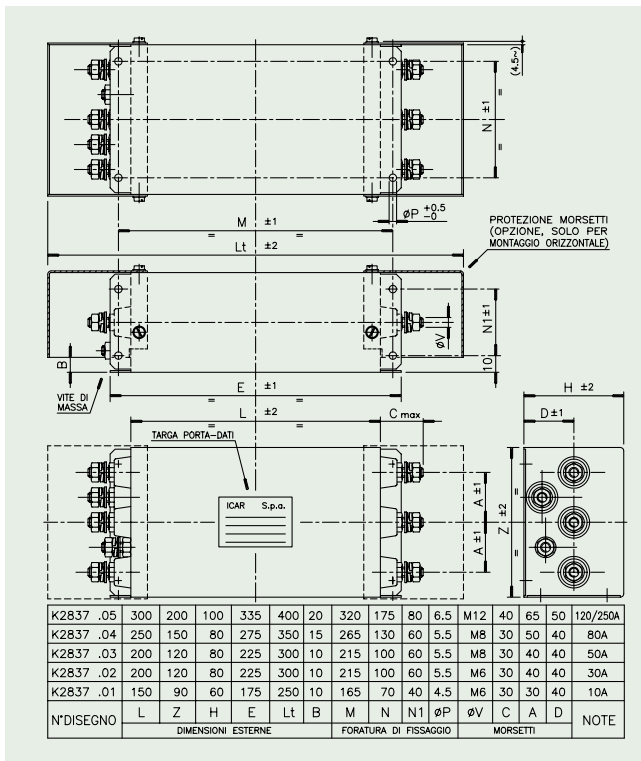 (4.5~)
=
N ±1
=
ØP +0.5 -0
M ±1
= =
Lt ±2
= =
PROTEZIONE MORSETTI
(OPZIONE, SOLO PER
MONTAGGIO ORIZZONTALE)
N1±1
ØV
10
B
VITE DI
MASSA
E ±1
= =
L ±2
= =
C max
H ±2
D ±1
TARGA PORTA-DATI
ICAR S.p.a.
A ±1
A ±1
=
Z ±2
=
K2837 .05 300 200 100 335 400 20 320 175 80 6.5 M12 40 65 50 120/250A
K2837 .04 250 150 80 275 350 15 265 130 60 5.5 M8 30 50 40 80A
K2837 .03 200 120 80 225 300 10 215 100 60 5.5 M8 30 40 40 50A
K2837 .02 200 120 80 225 300 10 215 100 60 5.5 M6 30 40 40 30A
K2837 .01 150 90 60 175 250 10 165 70 40 4.5 M6 30 30 40 10A
N°DISEGNO L Z H E Lt B M N N1 ØP ØV C A D NOTE
DIMENSIONI ESTERNE FORATURA DI FISSAGGIO MORSETTI